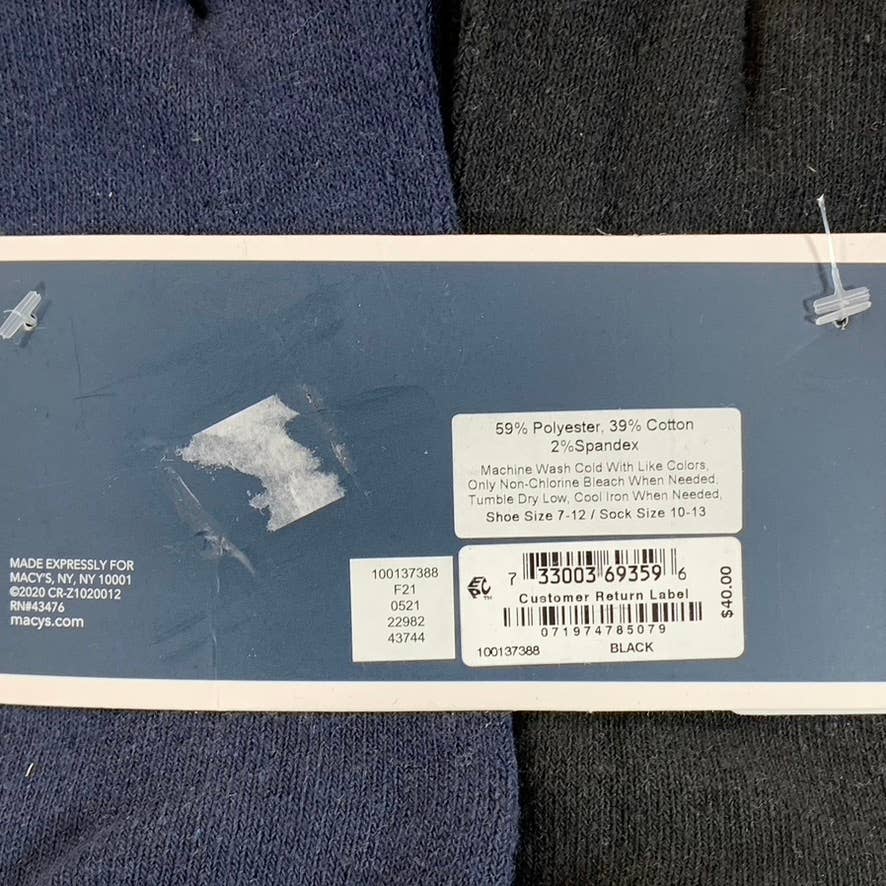 59% Polyester, 39% Cotton
2%Spandex
Machine Wash Cold With Like Colors,
Only Non-Chlorine Bleach When Needed,
Tumble Dry Low, Cool Iron When Needed,
Shoe Size 7-12 / Sock Size 10-13
MADE EXPRESSLY FOR
MACY'S, NY, NY 10001
©2020 CR-Z1020012
RN#43476
macys.com
100137388
F21
0521
22982
43744
7 33003 69359 6
Customer Return Label
071974785079
100137388 BLACK
$40.00